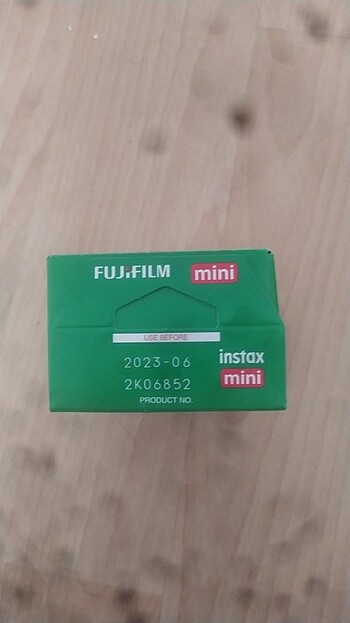 FUJIFILM mini
USE BEFORE
2023-06 instax
2K06852 mini
PRODUCT NO.